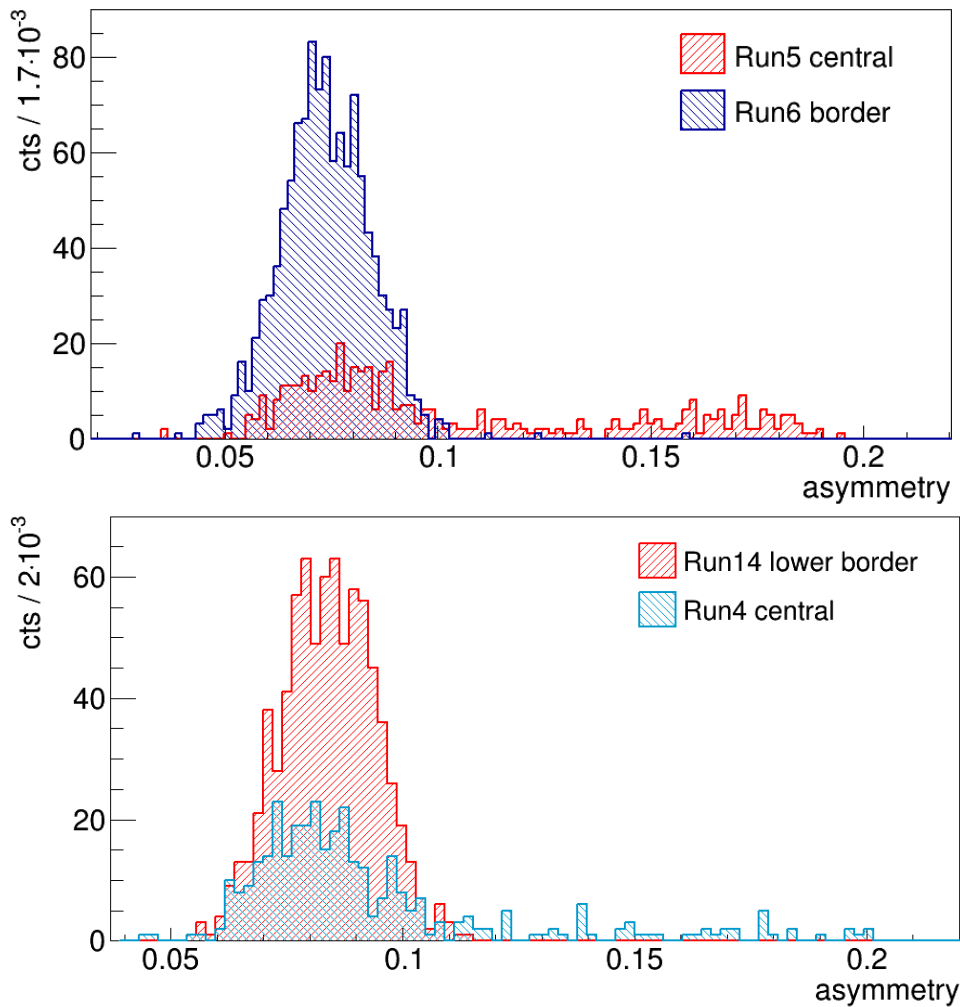 cts / 1.7·10⁻³
80
60
40
20
0
Run5 central
Run6 border
0.05
0.1
0.15
0.2
asymmetry
cts / 2·10⁻³
60
40
20
0
Run14 lower border
Run4 central
0.05
0.1
0.15
0.2
asymmetry